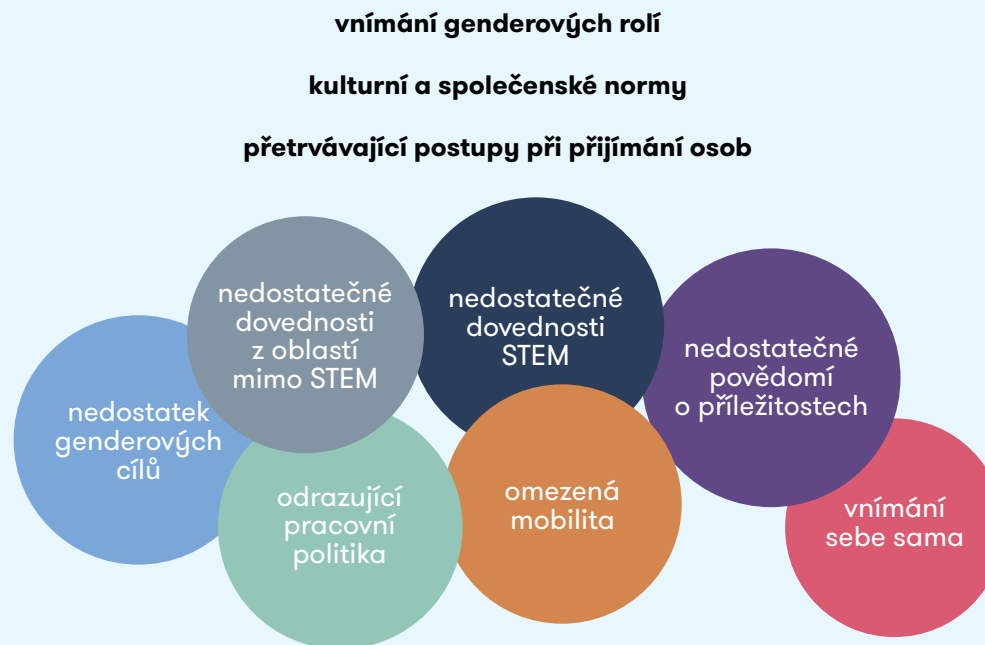 vnímání genderových rolí
kulturní a společenské normy
přetrvávající postupy při přijímání osob
nedostatek
genderových
cílů
nedostatečné
dovednosti
z oblastí
mimo STEM
odrazující
pracovní
politika
nedostatečné
dovednosti
STEM
omezená
mobilita
nedostatečné
povědomí
o příležitostech
vnímání
sebe sama